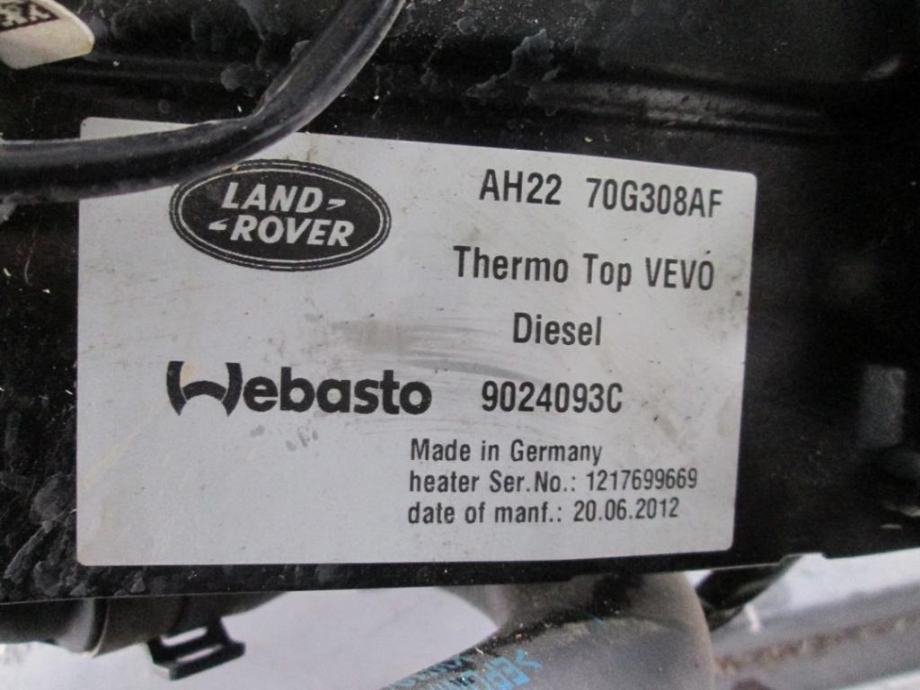 LAND-
-ROVER
AH22 70G308AF
Thermo Top VEVO
Diesel
Webasto 9024093C
Made in Germany
heater Ser.No.: 1217699669
date of manf.: 20.06.2012